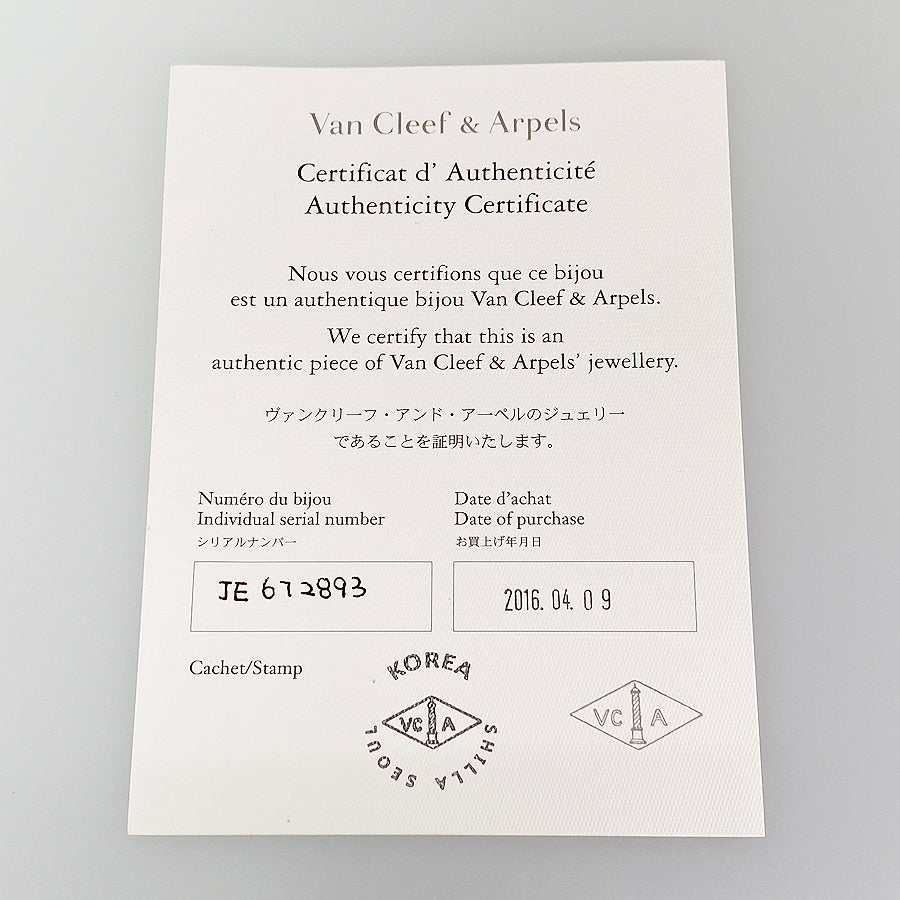 Van Cleef & Arpels
Certificat d' Authenticité
Authenticity Certificate
Nous vous certifions que ce bijou
est un authentique bijou Van Cleef & Arpels.
We certify that this is an
authentic piece of Van Cleef & Arpels' jewellery.
ヴァンクリーフ・アンド・アーペルのジュエリー
であることを証明いたします。
Numéro du bijou
Individual serial number
シリアルナンバー
JE 672893
Date d'achat
Date of purchase
お買上げ年月日
2016. 04. 0 9
Cachet/Stamp
KOREA
VC A
SHILLA SEOUL
VC A